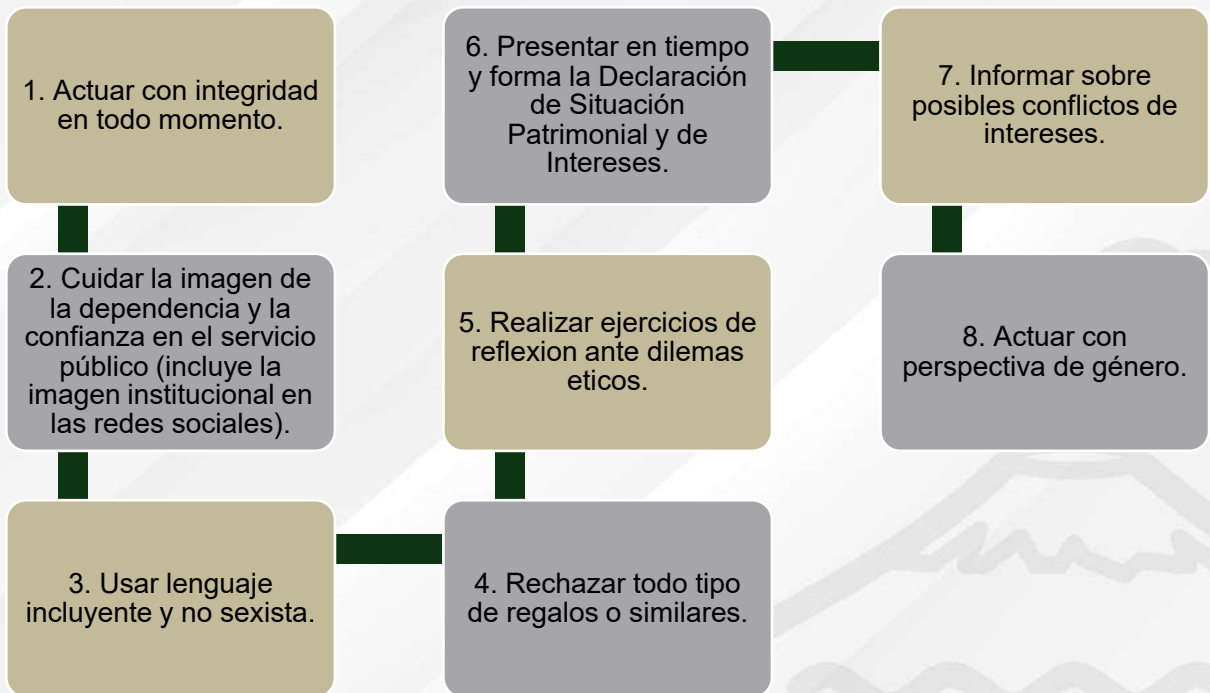 1. Actuar con integridad
en todo momento.
2. Cuidar la imagen de
la dependencia y la
confianza en el servicio
público (incluye la
imagen institucional en
las redes sociales).
3. Usar lenguaje
incluyente y no sexista.
4. Rechazar todo tipo
de regalos o similares.
5. Realizar ejercicios de
reflexion ante dilemas
eticos.
6. Presentar en tiempo
y forma la Declaración
de Situación
Patrimonial y de
Intereses.
7. Informar sobre
posibles conflictos de
intereses.
8. Actuar con
perspectiva de género.